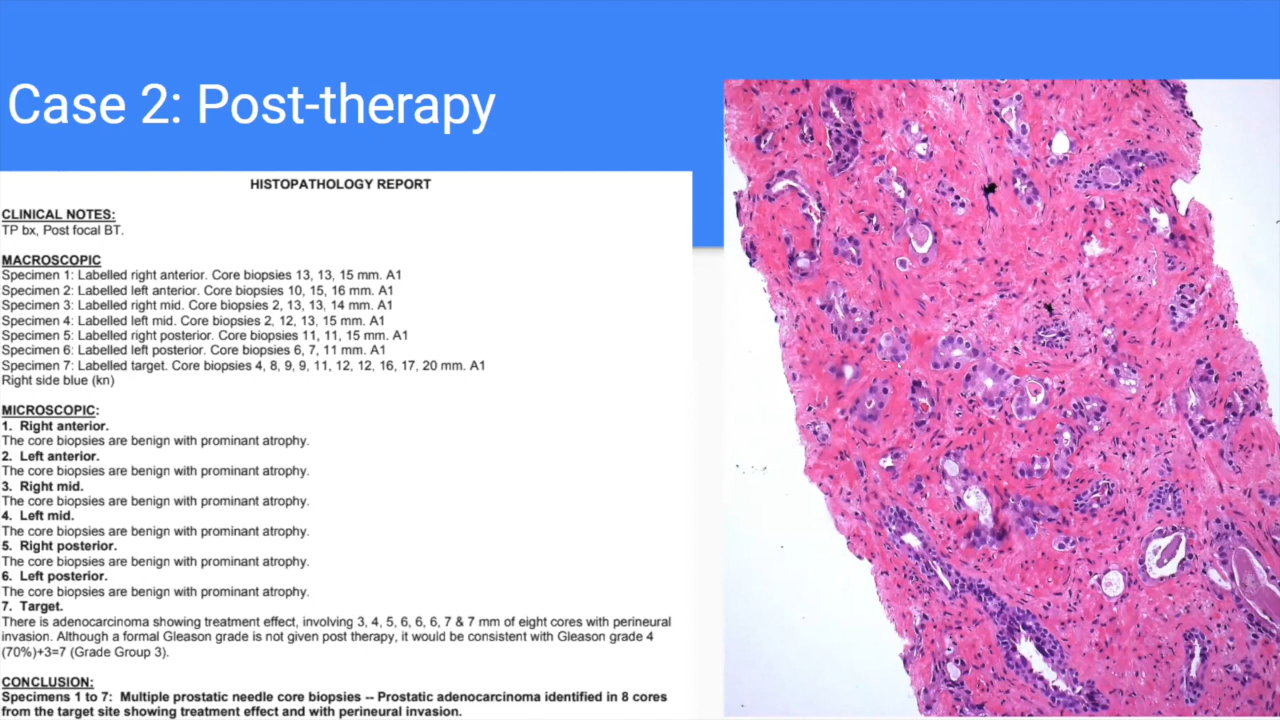 Case 2: Post-therapy
HISTOPATHOLOGY REPORT
CLINICAL NOTES:
TP bx, Post focal BT.
MACROSCOPIC
Specimen 1: Labelled right anterior. Core biopsies 13, 13, 15 mm. A1
Specimen 2: Labelled left anterior. Core biopsies 10, 15, 16 mm. A1
Specimen 3: Labelled right mid. Core biopsies 2, 13, 13, 14 mm. A1
Specimen 4: Labelled left mid. Core biopsies 2, 12, 13, 15 mm. A1
Specimen 5: Labelled right posterior. Core biopsies 11, 11, 15 mm. A1
Specimen 6: Labelled left posterior. Core biopsies 6, 7, 11 mm. A1
Specimen 7: Labelled target. Core biopsies 4, 8, 9, 9, 11, 12, 12, 16, 17, 20 mm. A1
Right side blue (kn)
MICROSCOPIC:
1. Right anterior.
The core biopsies are benign with prominant atrophy.
2. Left anterior.
The core biopsies are benign with prominant atrophy.
3. Right mid.
The core biopsies are benign with prominant atrophy.
4. Left mid.
The core biopsies are benign with prominant atrophy.
5. Right posterior.
The core biopsies are benign with prominant atrophy.
6. Left posterior.
The core biopsies are benign with prominant atrophy.
7. Target.
There is adenocarcinoma showing treatment effect, involving 3, 4, 5, 6, 6, 6, 7 & 7 mm of eight cores with perineural
invasion. Although a formal Gleason grade is not given post therapy, it would be consistent with Gleason grade 4
(70%)+3=7 (Grade Group 3).
CONCLUSION:
Specimens 1 to 7: Multiple prostatic needle core biopsies -- Prostatic adenocarcinoma identified in 8 cores
from the target site showing treatment effect and with perineural invasion.